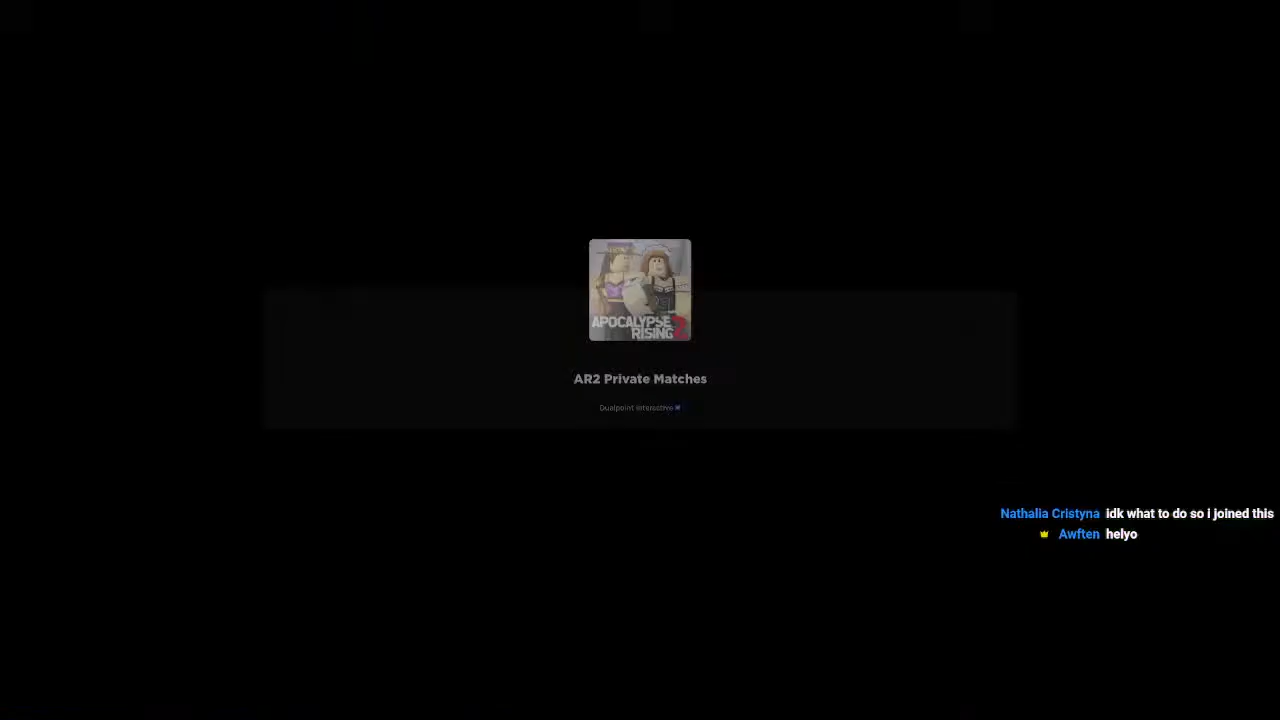 APOCALYPSE
RISING 2
AR2 Private Matches
Dualpoint Interactive
Nathalia Cristyna idk what to do so i joined this
Awften helyo